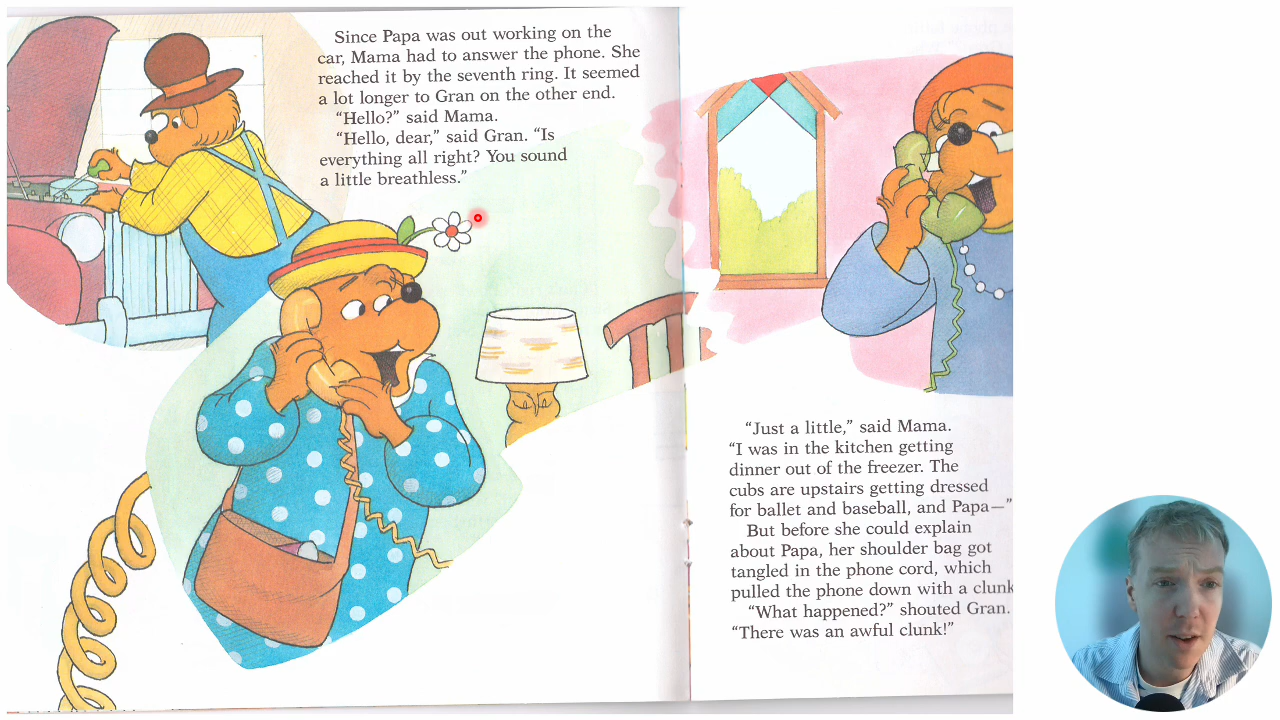 Since Papa was out working on the
car, Mama had to answer the phone. She
reached it by the seventh ring. It seemed
a lot longer to Gran on the other end.
“Hello?” said Mama.
“Hello, dear,” said Gran. “Is
everything all right? You sound
a little breathless.”
“Just a little,” said Mama.
“I was in the kitchen getting
dinner out of the freezer. The
cubs are upstairs getting dressed
for ballet and baseball, and Papa—”
But before she could explain
about Papa, her shoulder bag got
tangled in the phone cord, which
pulled the phone down with a clunk
“What happened?” shouted Gran.
“There was an awful clunk!”